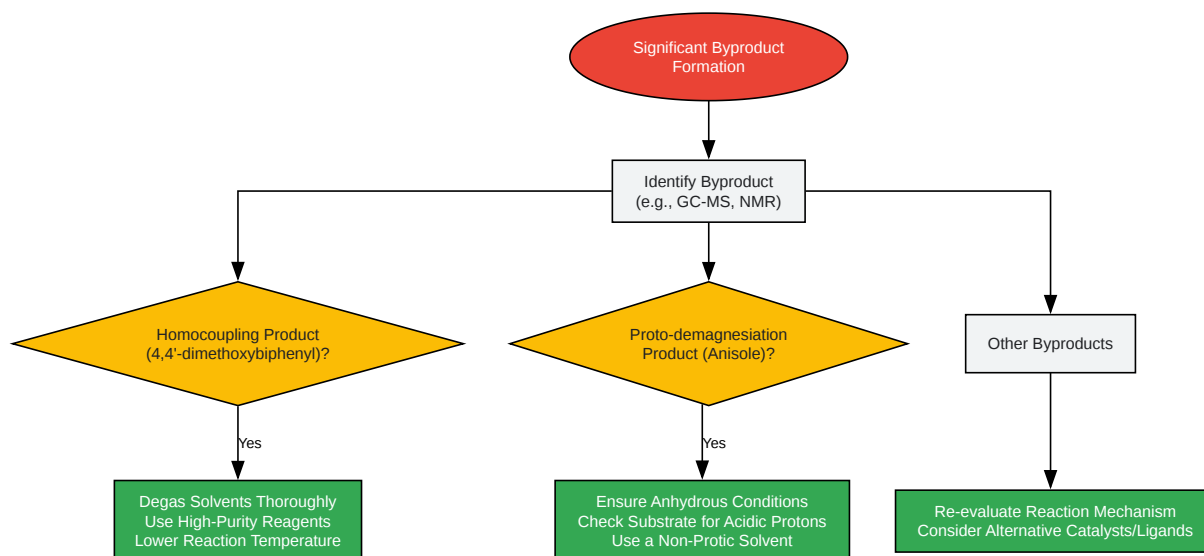 Significant Byproduct
Formation
Identify Byproduct
(e.g., GC-MS, NMR)
Homocoupling Product
(4,4'-dimethoxybiphenyl)?
Proto-demagnesiation
Product (Anisole)?
Other Byproducts
Yes
Yes
Degas Solvents Thoroughly
Use High-Purity Reagents
Lower Reaction Temperature
Ensure Anhydrous Conditions
Check Substrate for Acidic Protons
Use a Non-Protic Solvent
Re-evaluate Reaction Mechanism
Consider Alternative Catalysts/Ligands